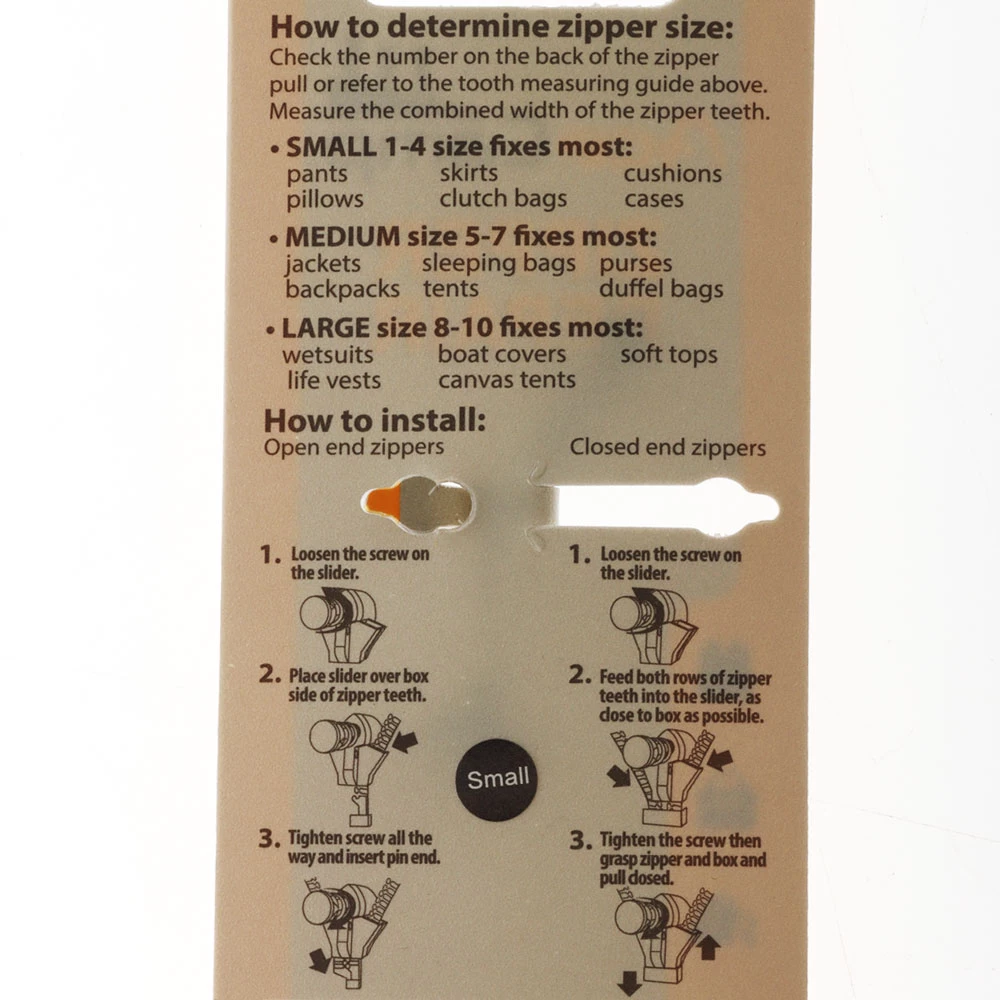 How to determine zipper size:
Check the number on the back of the zipper
pull or refer to the tooth measuring guide above.
Measure the combined width of the zipper teeth.
• SMALL 1-4 size fixes most:
pants skirts cushions
pillows clutch bags cases
• MEDIUM size 5-7 fixes most:
jackets sleeping bags purses
backpacks tents duffel bags
• LARGE size 8-10 fixes most:
wetsuits boat covers soft tops
life vests canvas tents
How to install:
Open end zippers
1. Loosen the screw on
the slider.
2. Place slider over box
side of zipper teeth.
3. Tighten screw all the
way and insert pin end.
Small
Closed end zippers
1. Loosen the screw on
the slider.
2. Feed both rows of zipper
teeth into the slider, as
close to box as possible.
3. Tighten the screw then
grasp zipper and box and
pull closed.